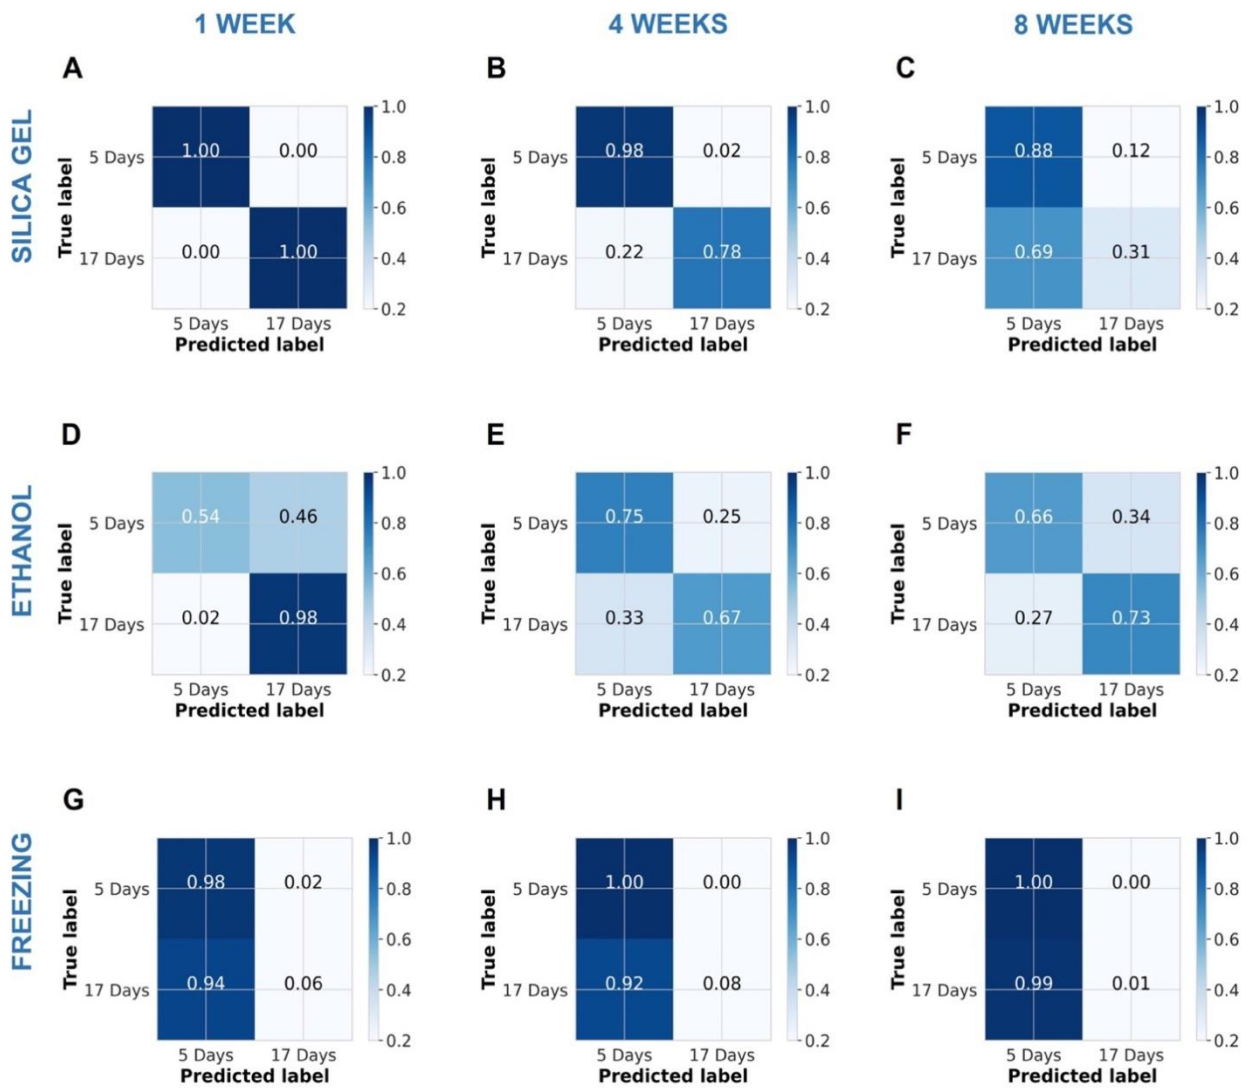 1 WEEK 4 WEEKS 8 WEEKS
SILICA GEL
A B C
1.0 1.0 1.0
5 Days 1.00 0.00 5 Days 0.98 0.02 5 Days 0.88 0.12
0.8 0.8 0.8
True label True label True label
0.6 0.6 0.6
17 Days 0.00 1.00 17 Days 0.22 0.78 17 Days 0.69 0.31
0.4 0.4 0.4
0.2 0.2 0.2
5 Days 17 Days 5 Days 17 Days 5 Days 17 Days
Predicted label Predicted label Predicted label
ETHANOL
D E F
1.0 1.0 1.0
5 Days 0.54 0.46 5 Days 0.75 0.25 5 Days 0.66 0.34
0.8 0.8 0.8
True label True label True label
0.6 0.6 0.6
17 Days 0.02 0.98 17 Days 0.33 0.67 17 Days 0.27 0.73
0.4 0.4 0.4
0.2 0.2 0.2
5 Days 17 Days 5 Days 17 Days 5 Days 17 Days
Predicted label Predicted label Predicted label
FREEZING
G H I
1.0 1.0 1.0
5 Days 0.98 0.02 5 Days 1.00 0.00 5 Days 1.00 0.00
0.8 0.8 0.8
True label True label True label
0.6 0.6 0.6
17 Days 0.94 0.06 17 Days 0.92 0.08 17 Days 0.99 0.01
0.4 0.4 0.4
0.2 0.2 0.2
5 Days 17 Days 5 Days 17 Days 5 Days 17 Days
Predicted label Predicted label Predicted label